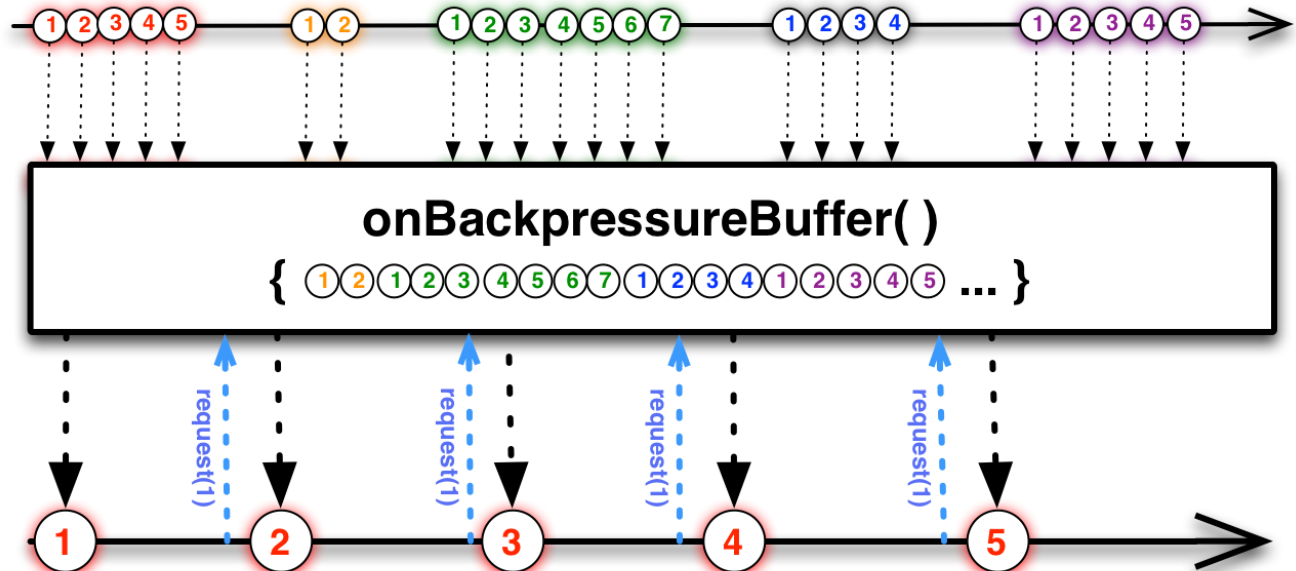 1 2 3 4 5 1 2 1 2 3 4 5 6 7 1 2 3 4 1 2 3 4 5
onBackpressureBuffer( )
{ 1 2 1 2 3 4 5 6 7 1 2 3 4 1 2 3 4 5 ... }
request(1) request(1) request(1) request(1)
1 2 3 4 5